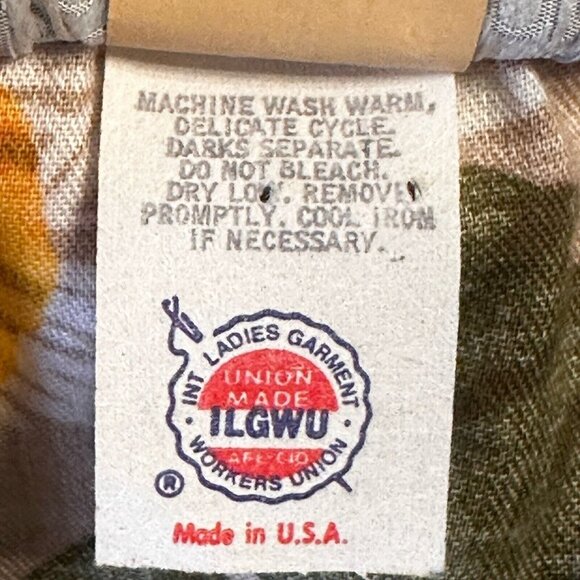 MACHINE WASH WARM,
DELICATE CYCLE.
DARKS SEPARATE.
DO NOT BLEACH.
DRY LOW. REMOVE
PROMPTLY. COOL IRON
IF NECESSARY.
INT LADIES GARMENT
UNION
MADE
ILGWU
AFL-CIO
WORKERS UNION
®
Made in U.S.A.